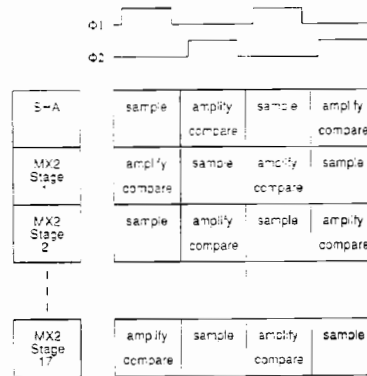 Φ1
Φ2
S-A sample amplify sample amplify
compare compare
MX2 amplify sample amplify sample
Stage compare compare
MX2 sample amplify sample amplify
Stage compare compare
2
MX2 amplify sample amplify sample
Stage compare compare
17